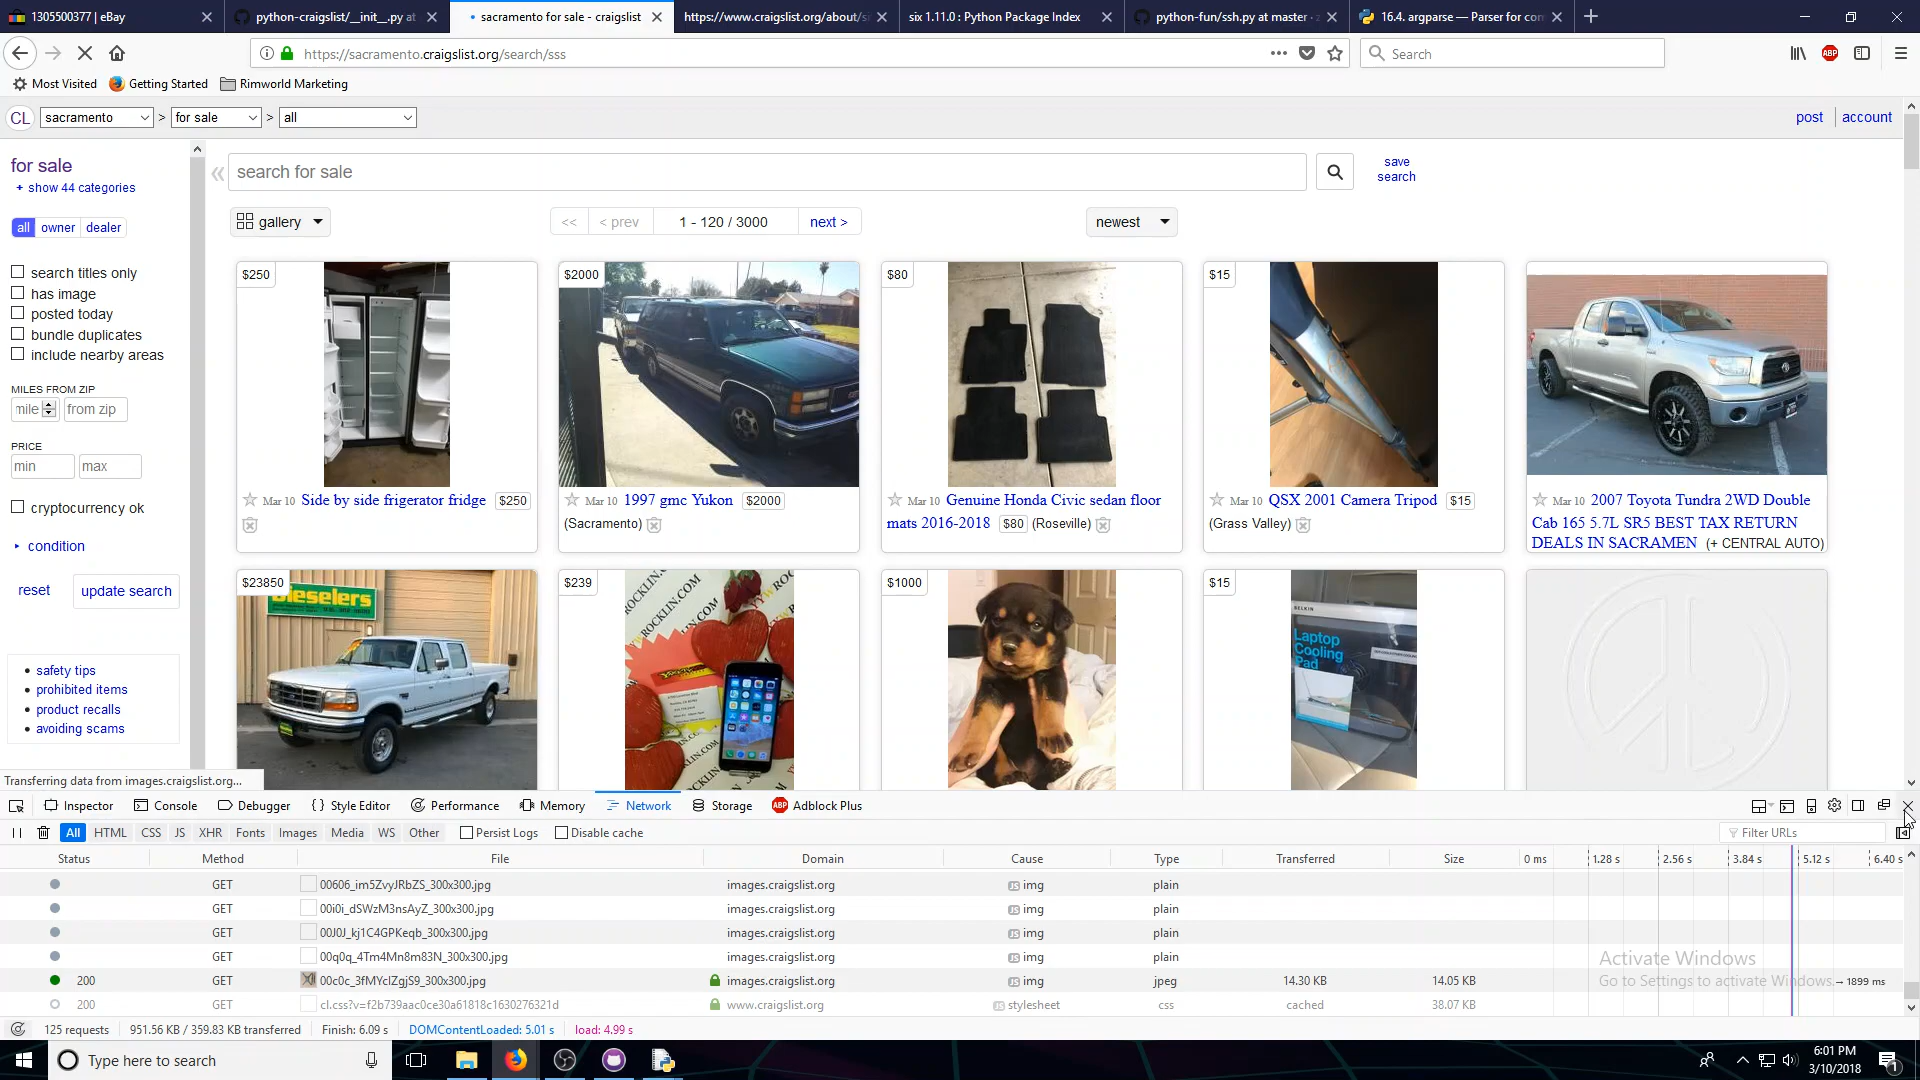 1305500377 | eBay
python-craigslist/__init__.py at
sacramento for sale - craigslist
https://www.craigslist.org/about/s
six 1.11.0 : Python Package Index
python-fun/ssh.py at master ·
16.4. argparse — Parser for co
https://sacramento.craigslist.org/search/sss
Search
Most Visited
Getting Started
Rimworld Marketing
CL
sacramento > for sale > all
post
account
for sale
+ show 44 categories
all owner dealer
search titles only
has image
posted today
bundle duplicates
include nearby areas
MILES FROM ZIP
mile
from zip
PRICE
min
max
cryptocurrency ok
condition
reset
update search
safety tips
prohibited items
product recalls
avoiding scams
search for sale
save
search
gallery
<< < prev 1 - 120 / 3000 next >
newest
$250
Mar 10 Side by side frigerator fridge $250
$2000
Mar 10 1997 gmc Yukon $2000
(Sacramento)
$80
Mar 10 Genuine Honda Civic sedan floor
mats 2016-2018 $80 (Roseville)
$15
Mar 10 QSX 2001 Camera Tripod $15
(Grass Valley)
Mar 10 2007 Toyota Tundra 2WD Double
Cab 165 5.7L SR5 BEST TAX RETURN
DEALS IN SACRAMEN (+ CENTRAL AUTO)
$23850
Dieselers
$239
ROCKLIN.COM
$1000
$15
BELKIN
Laptop
Cooling
Pad
Transferring data from images.craigslist.org...
Inspector Console Debugger Style Editor Performance Memory Network Storage Adblock Plus
All HTML CSS JS XHR Fonts Images Media WS Other Persist Logs Disable cache
Filter URLs
Status Method File Domain Cause Type Transferred Size 0 ms 1.28 s 2.56 s 3.84 s 5.12 s 6.40 s
GET 00606_im5ZvyJRbZS_300x300.jpg images.craigslist.org JS img plain
GET 00i0i_dSWzM3nsAyZ_300x300.jpg images.craigslist.org JS img plain
GET 00J0J_kj1C4GPKeqb_300x300.jpg images.craigslist.org JS img plain
GET 00q0q_4Tm4Mn8m83N_300x300.jpg images.craigslist.org JS img plain
200 GET 00c0c_3fMYclZgjS9_300x300.jpg images.craigslist.org JS img jpeg 14.30 KB 14.05 KB → 1899 ms
200 GET cl.css?v=f2b739aac0ce30a61818c1630276321d www.craigslist.org JS stylesheet css cached 38.07 KB
Activate Windows
Go to Settings to activate Windows.
125 requests 951.56 KB / 359.83 KB transferred Finish: 6.09 s DOMContentLoaded: 5.01 s load: 4.99 s
Type here to search
6:01 PM
3/10/2018
1